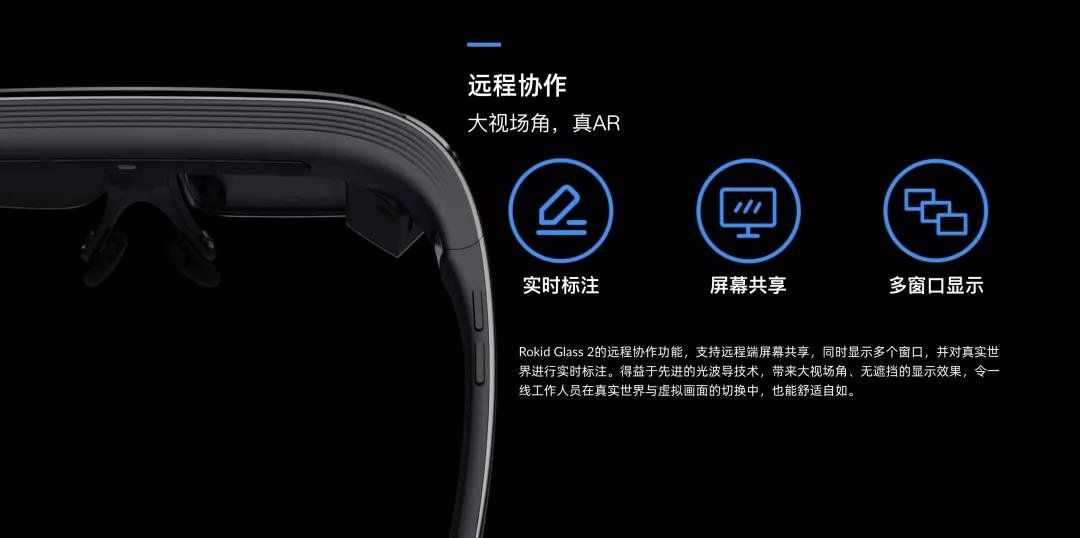 远程协作
大视场角，真AR
实时标注
屏幕共享
多窗口显示
Rokid Glass 2的远程协作功能，支持远程端屏幕共享，同时显示多个窗口，并对真实世
界进行实时标注。得益于先进的光波导技术，带来大视场角、无遮挡的显示效果，令一
线工作人员在真实世界与虚拟画面的切换中，也能舒适自如。